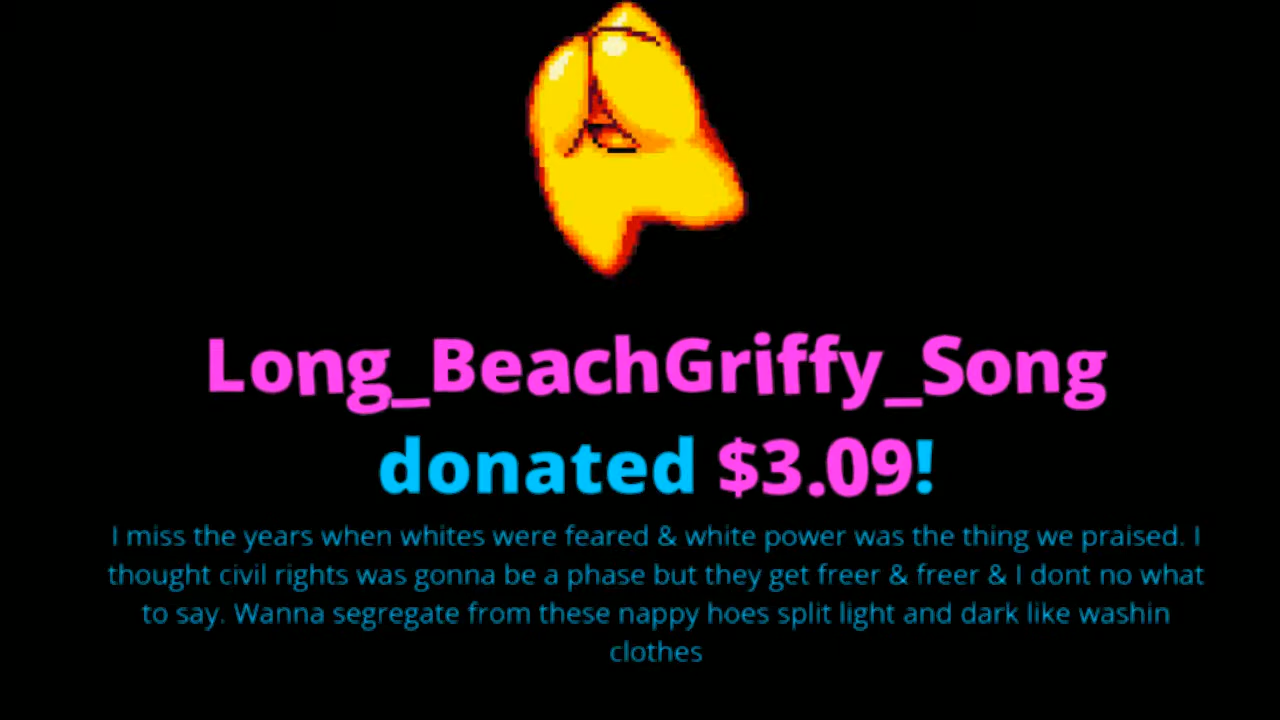 Long_BeachGriffy_Song
donated $3.09!
I miss the years when whites were feared & white power was the thing we praised. I
thought civil rights was gonna be a phase but they get freer & freer & I dont no what
to say. Wanna segregate from these nappy hoes split light and dark like washin
clothes